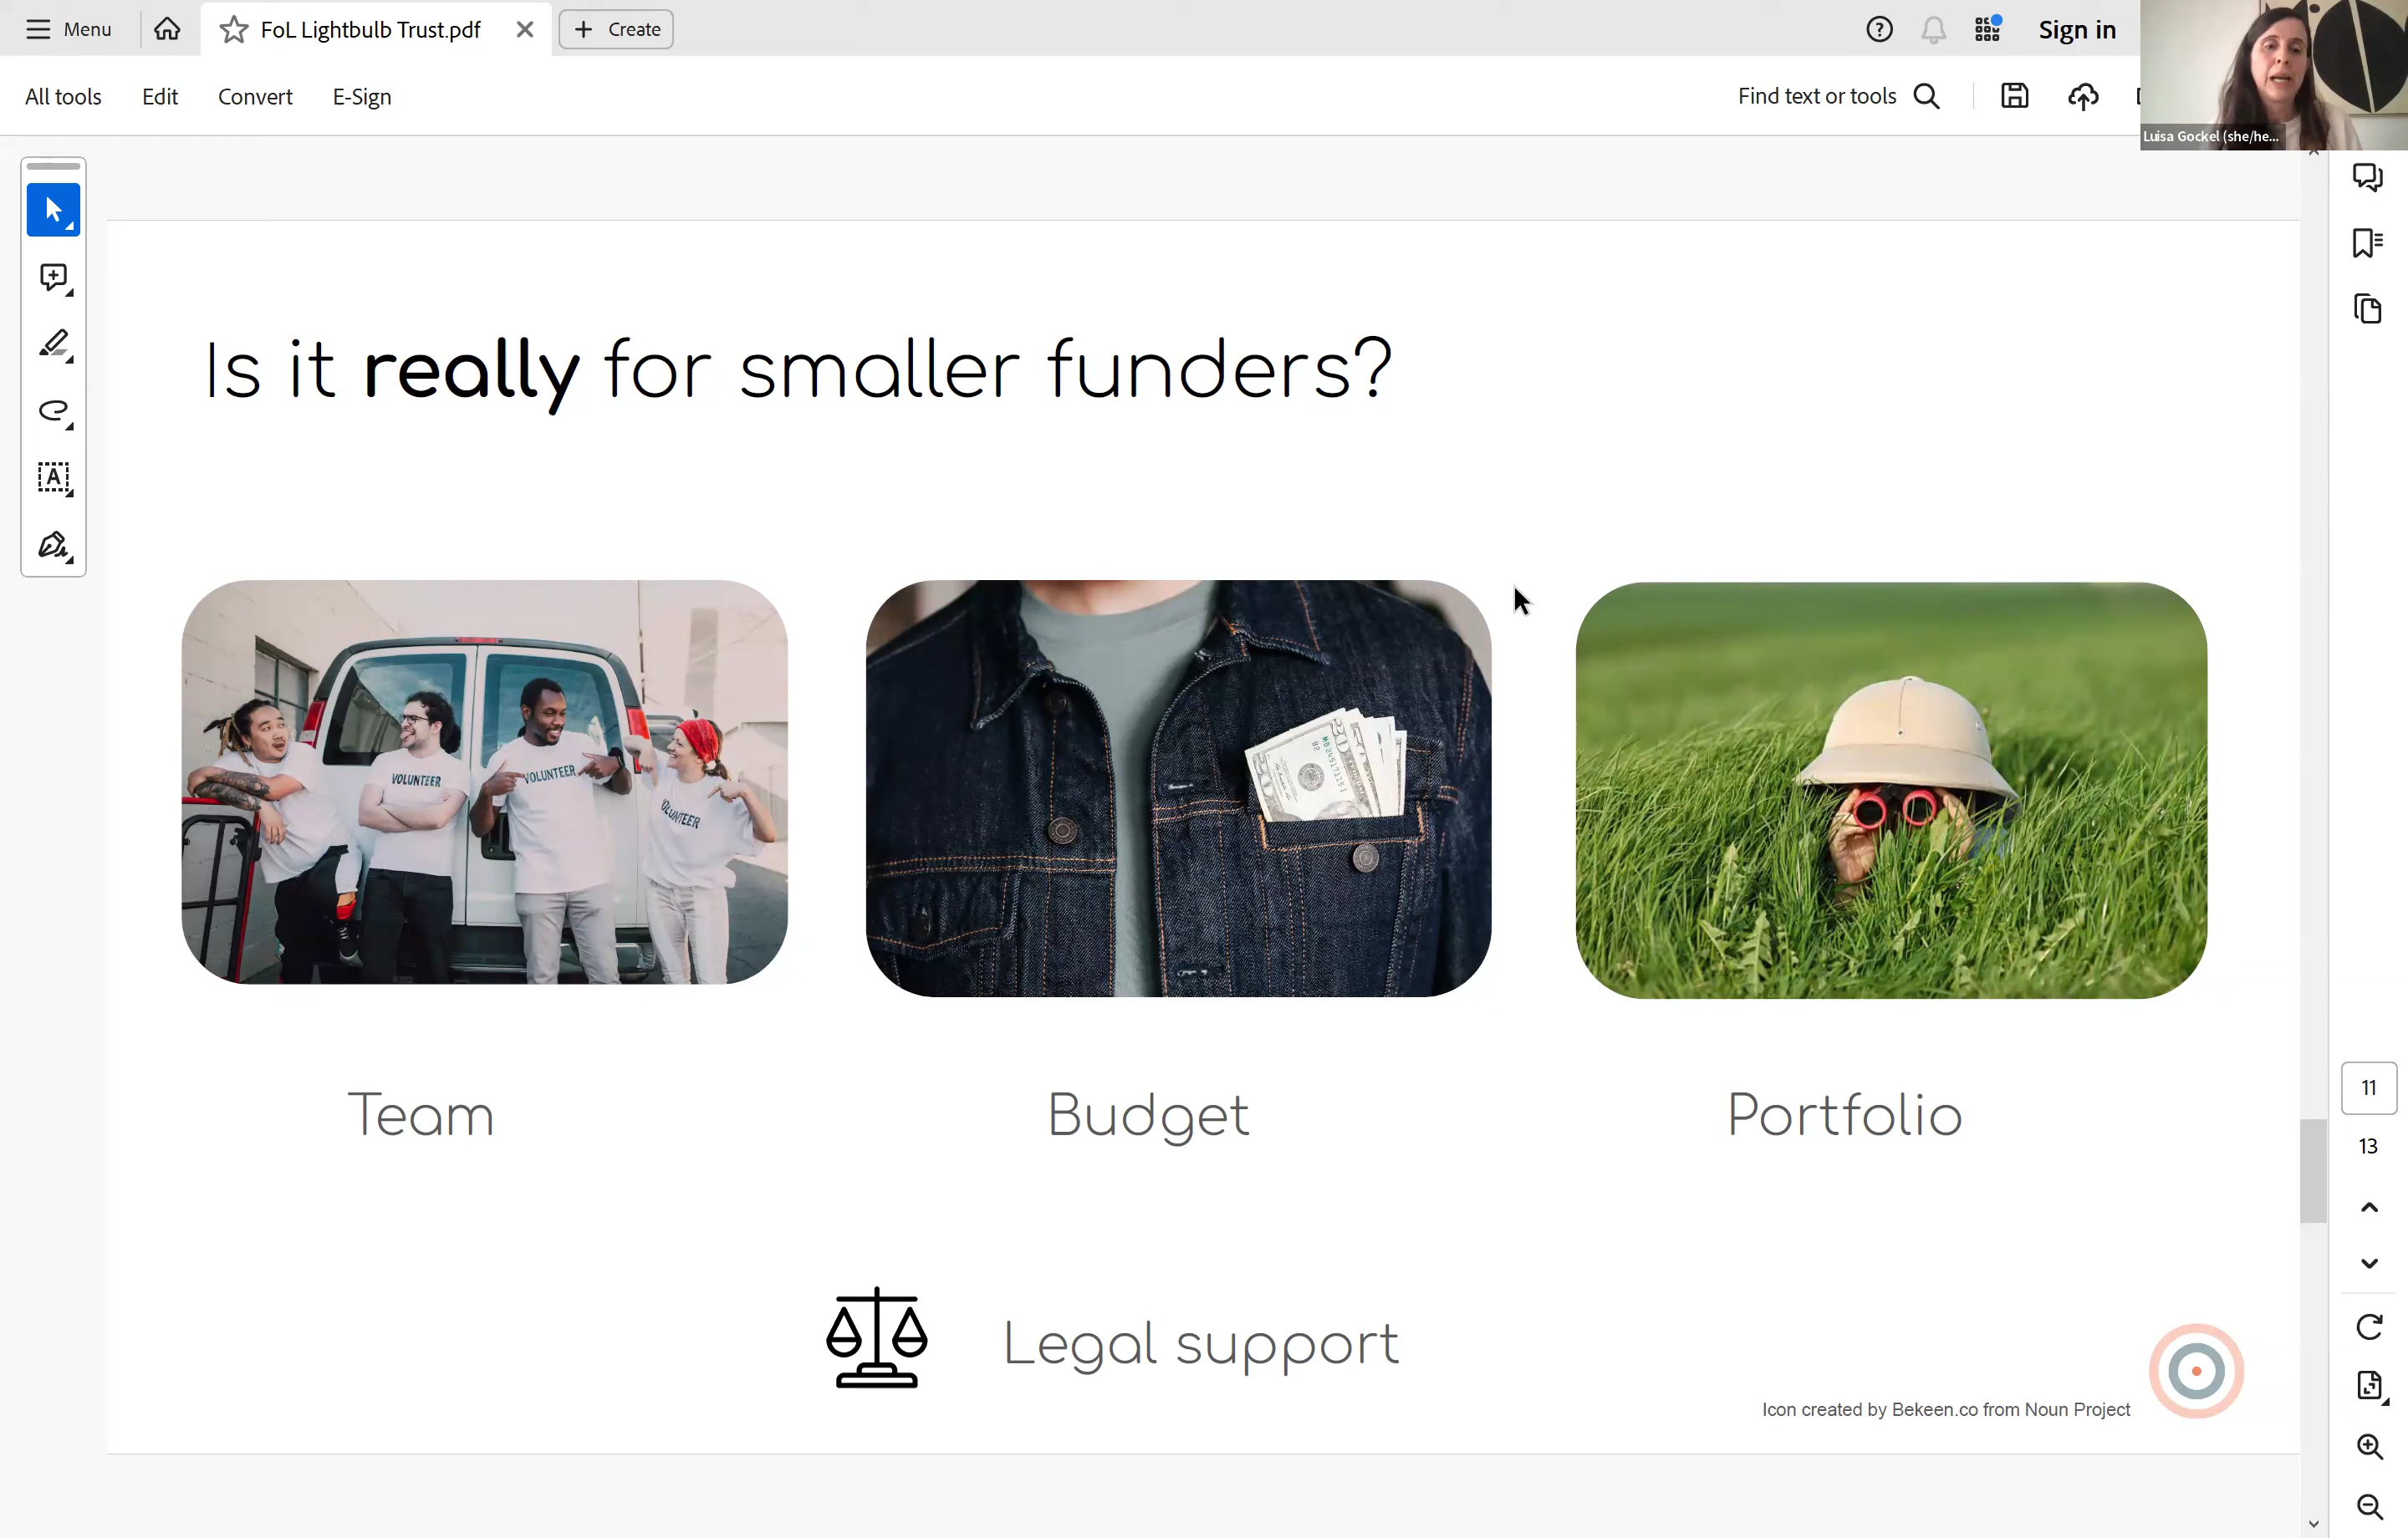 Menu
FoL Lightbulb Trust.pdf
Create
Sign in
All tools
Edit
Convert
E-Sign
Find text or tools
Luisa Gockel (she/he...
Is it really for smaller funders?
VOLUNTEER
VOLUNTEER
VOLUNTEER
Team
Budget
Portfolio
Legal support
Icon created by Bekeen.co from Noun Project
11
13